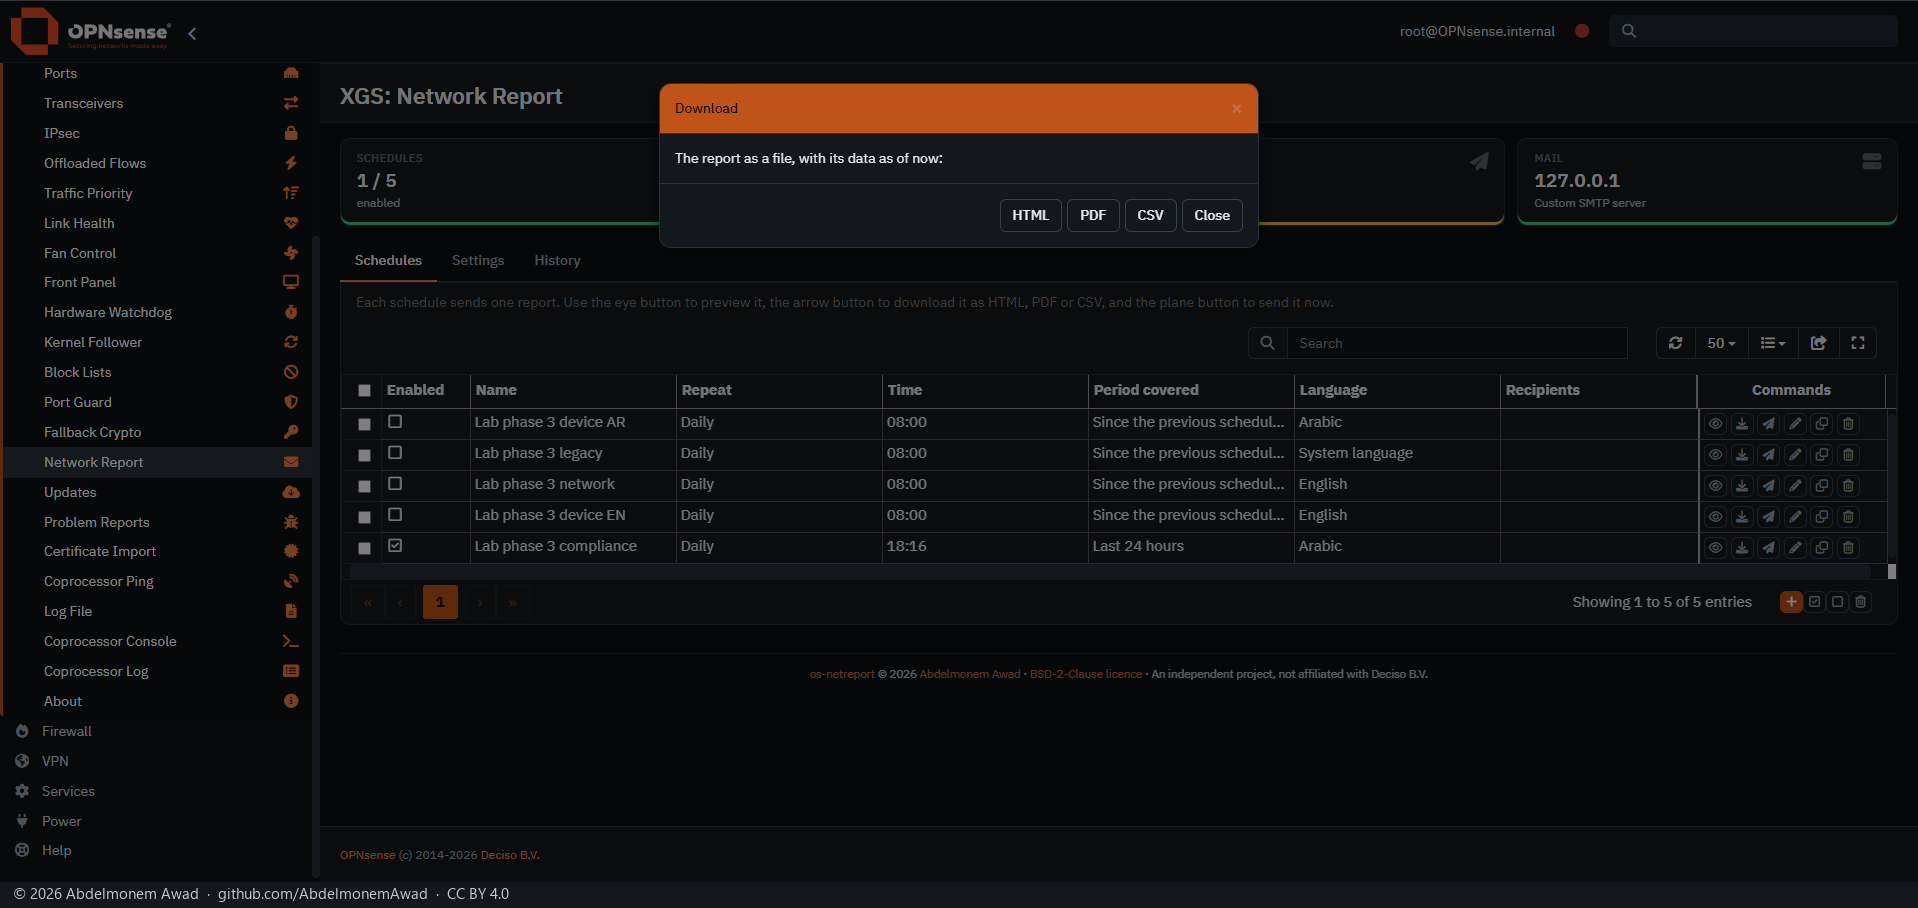 OPNsense®
Securing networks made easy
root@OPNsense.internal
Ports
Transceivers
IPsec
Offloaded Flows
Traffic Priority
Link Health
Fan Control
Front Panel
Hardware Watchdog
Kernel Follower
Block Lists
Port Guard
Fallback Crypto
Network Report
Updates
Problem Reports
Certificate Import
Coprocessor Ping
Log File
Coprocessor Console
Coprocessor Log
About
Firewall
VPN
Services
Power
Help
XGS: Network Report
Download ×
The report as a file, with its data as of now:
HTML PDF CSV Close
SCHEDULES
1 / 5
enabled
MAIL
127.0.0.1
Custom SMTP server
Schedules Settings History
Each schedule sends one report. Use the eye button to preview it, the arrow button to download it as HTML, PDF or CSV, and the plane button to send it now.
Search 50
Enabled Name Repeat Time Period covered Language Recipients Commands
Lab phase 3 device AR Daily 08:00 Since the previous schedul... Arabic
Lab phase 3 legacy Daily 08:00 Since the previous schedul... System language
Lab phase 3 network Daily 08:00 Since the previous schedul... English
Lab phase 3 device EN Daily 08:00 Since the previous schedul... English
Lab phase 3 compliance Daily 18:16 Last 24 hours Arabic
« ‹ 1 › » Showing 1 to 5 of 5 entries
os-netreport © 2026 Abdelmonem Awad · BSD-2-Clause licence · An independent project, not affiliated with Deciso B.V.
OPNsense (c) 2014-2026 Deciso B.V.
© 2026 Abdelmonem Awad · github.com/AbdelmonemAwad · CC BY 4.0